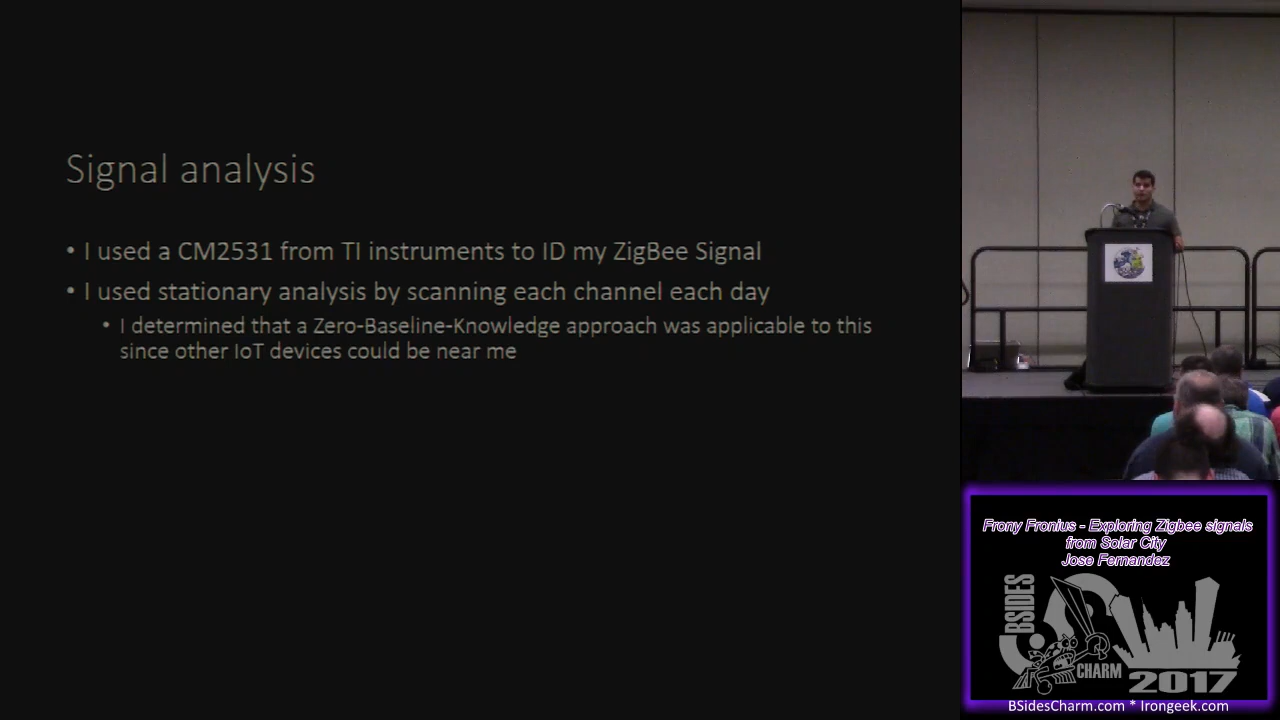 Signal analysis
• I used a CM2531 from TI instruments to ID my ZigBee Signal
• I used stationary analysis by scanning each channel each day
• I determined that a Zero-Baseline-Knowledge approach was applicable to this
since other IoT devices could be near me
Frony Fronius - Exploring Zigbee signals
from Solar City
Jose Fernandez
BSIDES
CHARM
2017
BSidesCharm.com * Irongeek.com